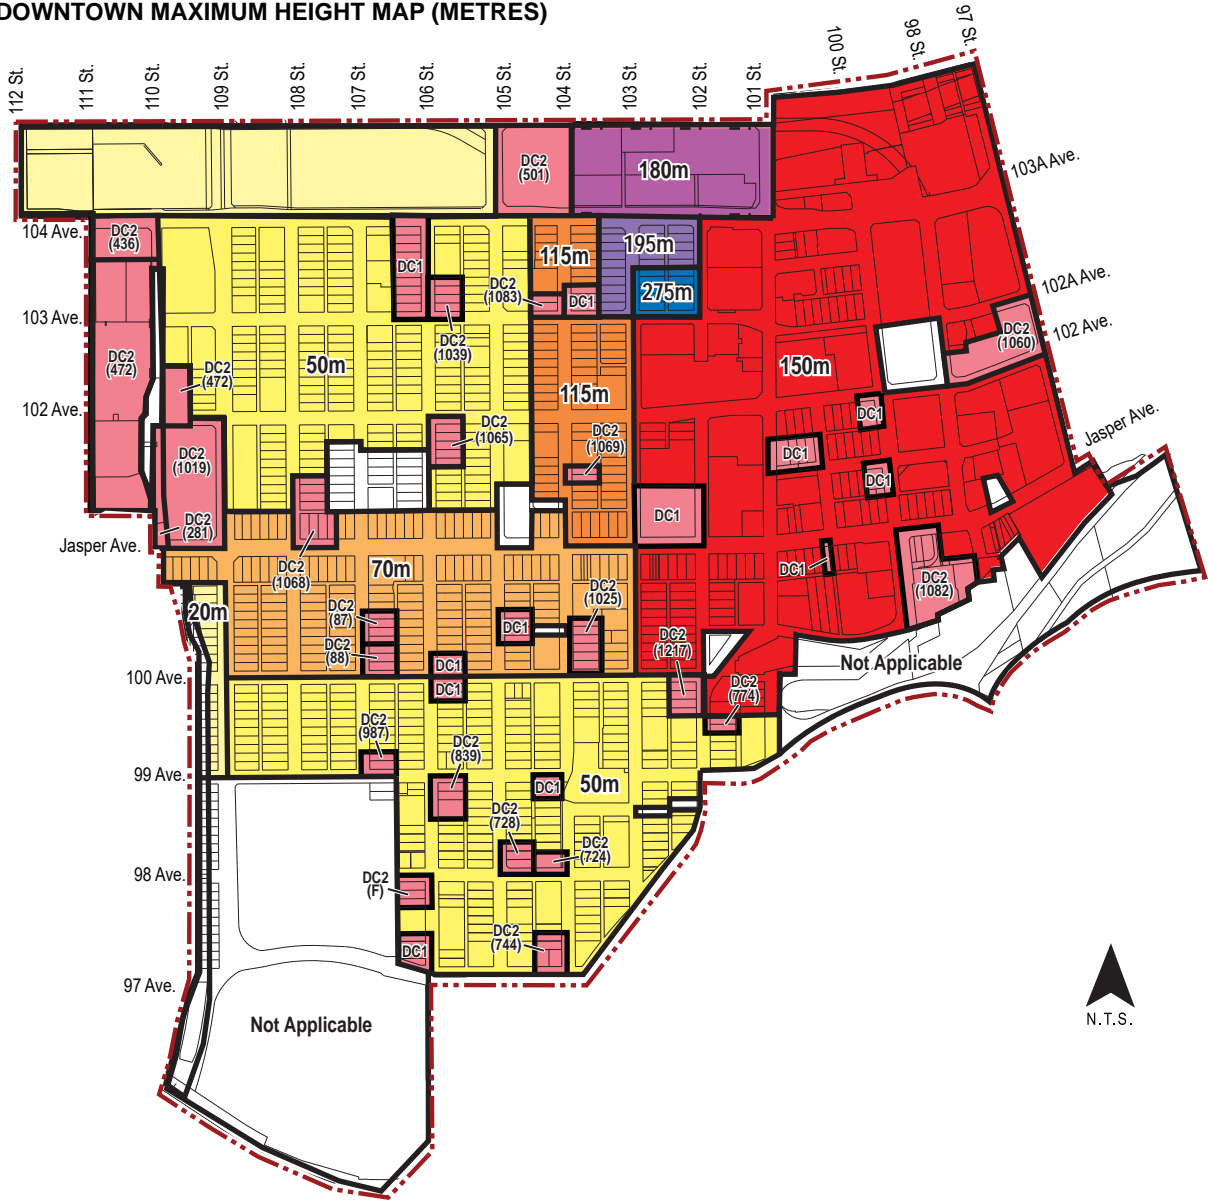 DOWNTOWN MAXIMUM HEIGHT MAP (METRES)
112 St.
111 St.
110 St.
109 St.
108 St.
107 St.
106 St.
105 St.
104 St.
103 St.
102 St.
101 St.
100 St.
98 St.
97 St.
103A Ave.
DC2
(501)
180m
104 Ave.
DC2
(436)
DC1
115m
195m
275m
DC2
(1083)
DC1
102A Ave.
103 Ave.
DC2
(1039)
102 Ave.
DC2
(1060)
DC2
(472)
DC2
(472)
50m
115m
150m
102 Ave.
DC1
Jasper Ave.
DC2
(1065)
DC2
(1069)
DC1
DC2
(1019)
DC1
DC2
(281)
DC1
Jasper Ave.
DC2
(1068)
70m
DC1
DC2
(1082)
20m
DC2
(87)
DC1
DC2
(1025)
DC2
(88)
DC1
DC2
(1217)
Not Applicable
100 Ave.
DC1
DC2
(774)
DC2
(987)
DC2
(839)
99 Ave.
DC1
50m
DC2
(728)
DC2
(724)
98 Ave.
DC2
(F)
DC1
DC2
(744)
97 Ave.
Not Applicable
N.T.S.